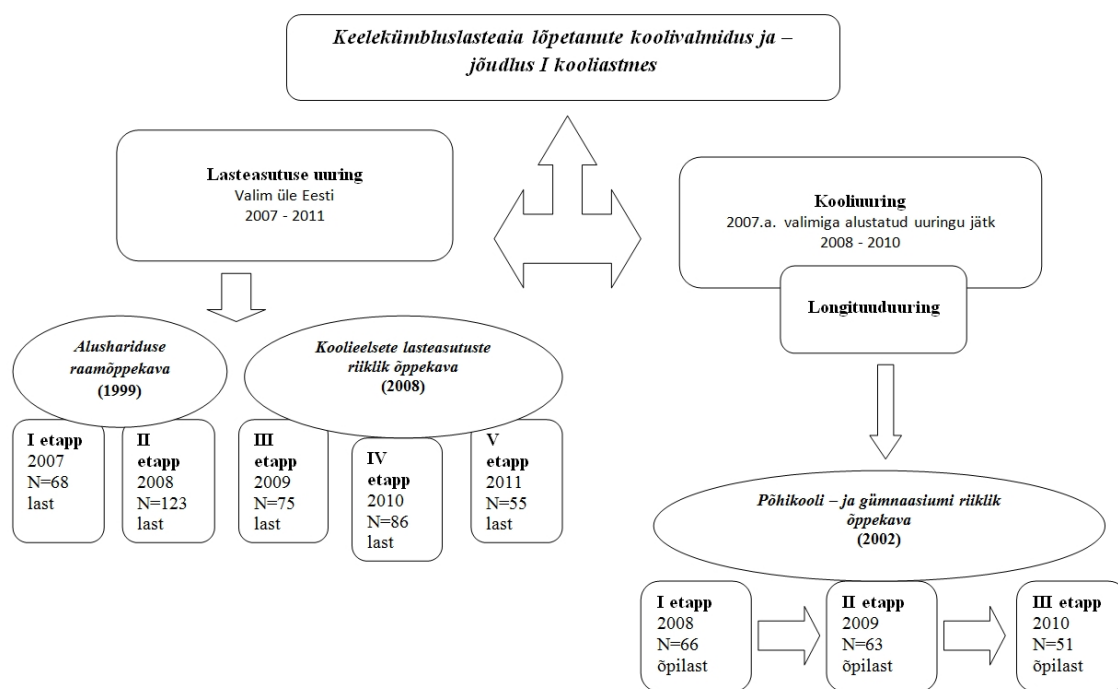 Keelekümbluslasteaia lõpetanute koolivalmidus ja –
jõudlus I kooliastmes
Lasteasutuse uuring
Valim üle Eesti
2007 - 2011
Kooliuuring
2007.a. valimiga alustatud uuringu jätk
2008 - 2010
Longituuduuring
Alushariduse
raamõppekava
(1999)
Koolieelsete lasteasutuste
riiklik õppekava
(2008)
I etapp
2007
N=68
last
II
etapp
2008
N=123
last
III
etapp
2009
N=75
last
IV
etapp
2010
N=86
last
V
etapp
2011
N=55
last
Põhikooli – ja gümnaasiumi riiklik
õppekava
(2002)
I etapp
2008
N=66
õpilast
II etapp
2009
N=63
õpilast
III etapp
2010
N=51
õpilast